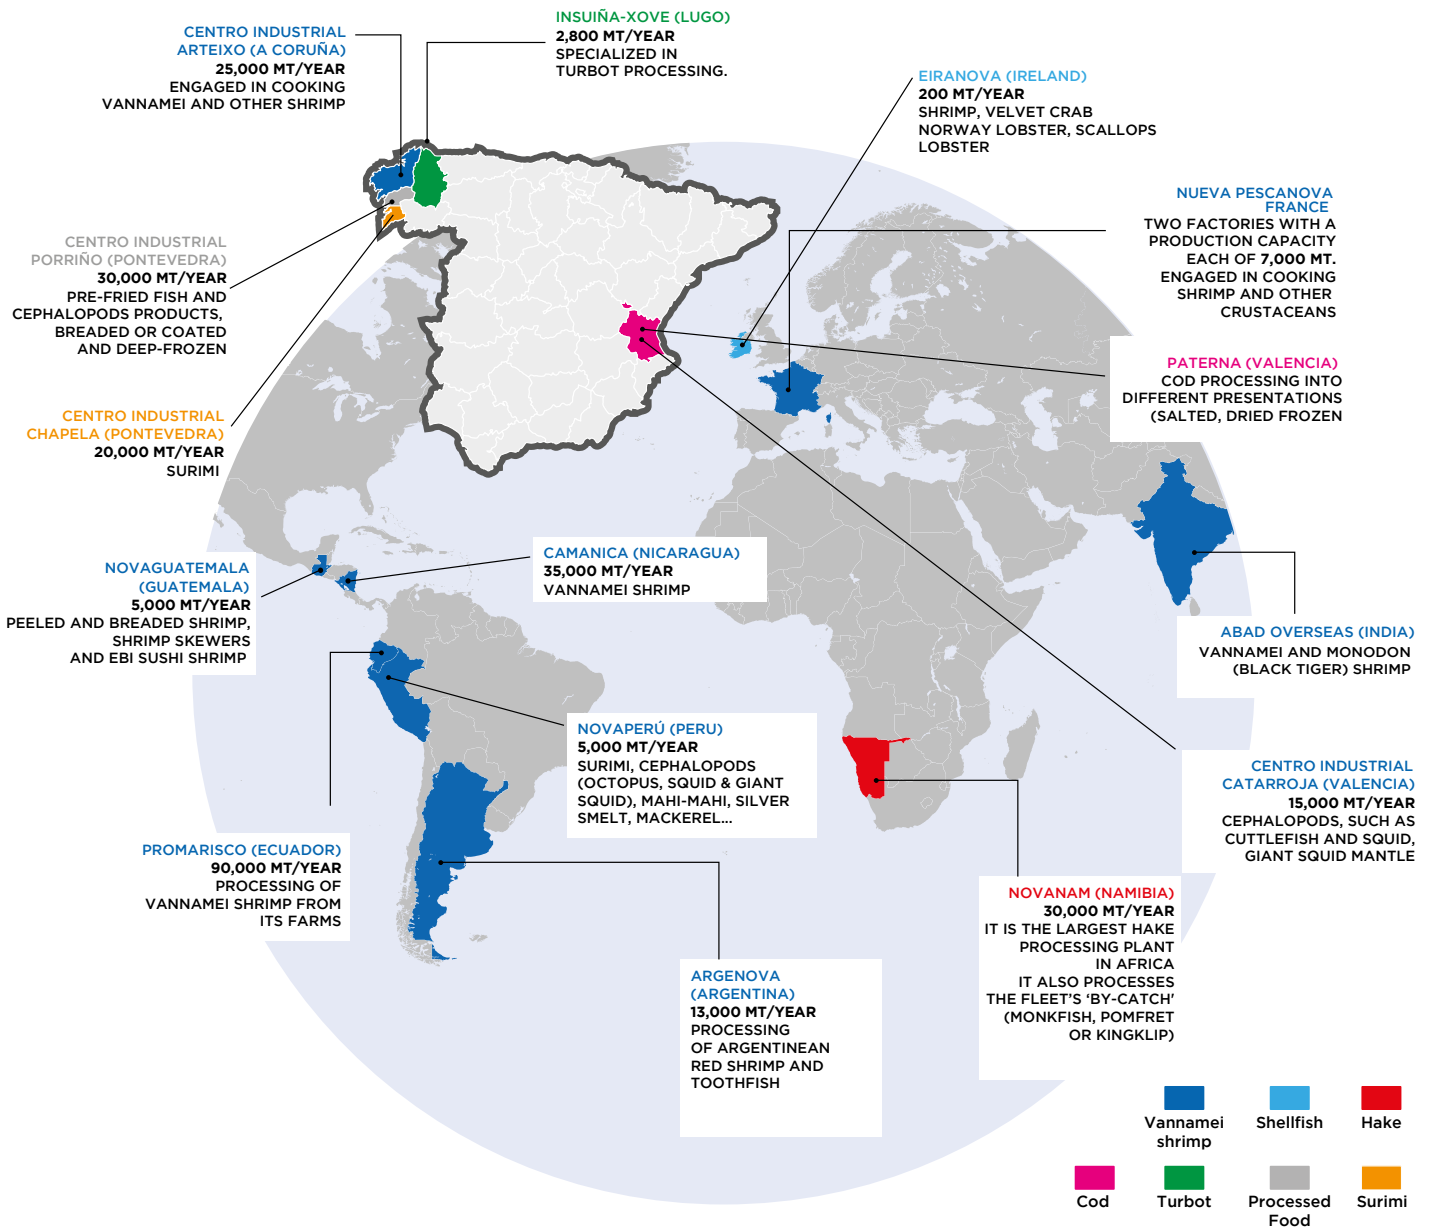 CENTRO INDUSTRIAL
ARTEIXO (A CORUÑA)
25,000 MT/YEAR
ENGAGED IN COOKING
VANNAMEI AND OTHER SHRIMP
INSUIÑA-XOVE (LUGO)
2,800 MT/YEAR
SPECIALIZED IN
TURBOT PROCESSING.
EIRANOVA (IRELAND)
200 MT/YEAR
SHRIMP, VELVET CRAB
NORWAY LOBSTER, SCALLOPS
LOBSTER
NUEVA PESCANOVA
FRANCE
TWO FACTORIES WITH A
PRODUCTION CAPACITY
EACH OF 7,000 MT.
ENGAGED IN COOKING
SHRIMP AND OTHER
CRUSTACEANS
CENTRO INDUSTRIAL
PORRIÑO (PONTEVEDRA)
30,000 MT/YEAR
PRE-FRIED FISH AND
CEPHALOPODS PRODUCTS,
BREADED OR COATED
AND DEEP-FROZEN
PATERNA (VALENCIA)
COD PROCESSING INTO
DIFFERENT PRESENTATIONS
(SALTED, DRIED FROZEN
CENTRO INDUSTRIAL
CHAPELA (PONTEVEDRA)
20,000 MT/YEAR
SURIMI
NOVAGUATEMALA
(GUATEMALA)
5,000 MT/YEAR
PEELED AND BREADED SHRIMP,
SHRIMP SKEWERS
AND EBI SUSHI SHRIMP
CAMANICA (NICARAGUA)
35,000 MT/YEAR
VANNAMEI SHRIMP
ABAD OVERSEAS (INDIA)
VANNAMEI AND MONODON
(BLACK TIGER) SHRIMP
NOVAPERÚ (PERU)
5,000 MT/YEAR
SURIMI, CEPHALOPODS
(OCTOPUS, SQUID & GIANT
SQUID), MAHI-MAHI, SILVER
SMELT, MACKEREL...
CENTRO INDUSTRIAL
CATARROJA (VALENCIA)
15,000 MT/YEAR
CEPHALOPODS, SUCH AS
CUTTLEFISH AND SQUID,
GIANT SQUID MANTLE
PROMARISCO (ECUADOR)
90,000 MT/YEAR
PROCESSING OF
VANNAMEI SHRIMP FROM
ITS FARMS
NOVANAM (NAMIBIA)
30,000 MT/YEAR
IT IS THE LARGEST HAKE
PROCESSING PLANT
IN AFRICA
IT ALSO PROCESSES
THE FLEET'S ‘BY-CATCH'
(MONKFISH, POMFRET
OR KINGKLIP)
ARGENOVA
(ARGENTINA)
13,000 MT/YEAR
PROCESSING
OF ARGENTINEAN
RED SHRIMP AND
TOOTHFISH
Vannamei
shrimp
Shellfish
Hake
Cod
Turbot
Processed
Food
Surimi